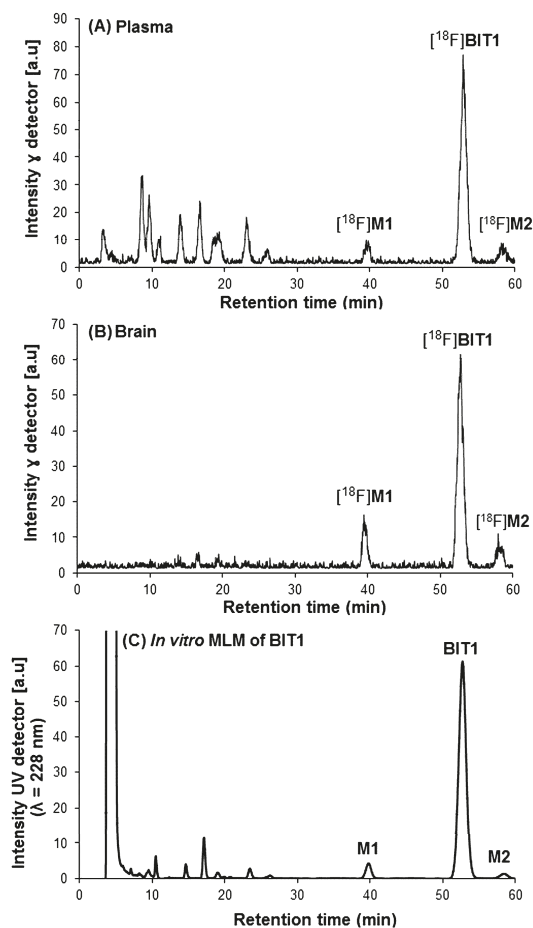 (A) Plasma
[¹⁸F]BIT1
[¹⁸F]M1
[¹⁸F]M2
Intensity γ detector [a.u]
90
80
70
60
50
40
30
20
10
0
0 10 20 30 40 50 60
Retention time (min)
(B) Brain
[¹⁸F]BIT1
[¹⁸F]M1
[¹⁸F]M2
Intensity γ detector [a.u]
70
60
50
40
30
20
10
0
0 10 20 30 40 50 60
Retention time (min)
(C) In vitro MLM of BIT1
BIT1
M1
M2
Intensity UV detector [a.u]
(λ = 228 nm)
70
60
50
40
30
20
10
0
0 10 20 30 40 50 60
Retention time (min)